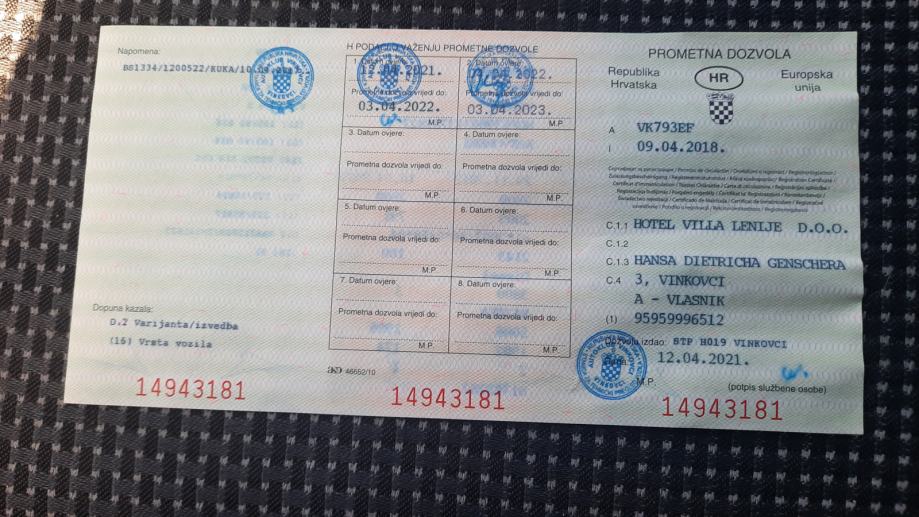 Napomena:
BS1334/1200522/KUKA/10.
Dopuna kazala:
D.2 Varijanta/izvedba
(16) Vrsta vozila
14943181
H PODACI O VAŽENJU PROMETNE DOZVOLE
1. Datum ovjere:
2021.
Prometna dozvola vrijedi do:
03.04.2022.
M.P.
2. Datum ovjere:
2022.
Prometna dozvola vrijedi do:
03.04.2023.
M.P.
3. Datum ovjere:
Prometna dozvola vrijedi do:
M.P.
4. Datum ovjere:
Prometna dozvola vrijedi do:
M.P.
5. Datum ovjere:
Prometna dozvola vrijedi do:
M.P.
6. Datum ovjere:
Prometna dozvola vrijedi do:
M.P.
7. Datum ovjere:
Prometna dozvola vrijedi do:
M.P.
8. Datum ovjere:
Prometna dozvola vrijedi do:
M.P.
AKD 46652/10
14943181
PROMETNA DOZVOLA
Republika Hrvatska
HR
Europska unija
A VK793EF
I 09.04.2018.
C.1.1 HOTEL VILLA LENIJE D.O.O.
C.1.2
C.1.3 HANSA DIETRICHA GENSCHERA
C.4 3, VINKOVCI
A - VLASNIK
(1) 95959996512
Dozvolu izdao: STP H019 VINKOVCI
12.04.2021.
AUTOKLUB VINKOVCI
VINKOVCI
M.P.
(potpis službene osobe)
14943181